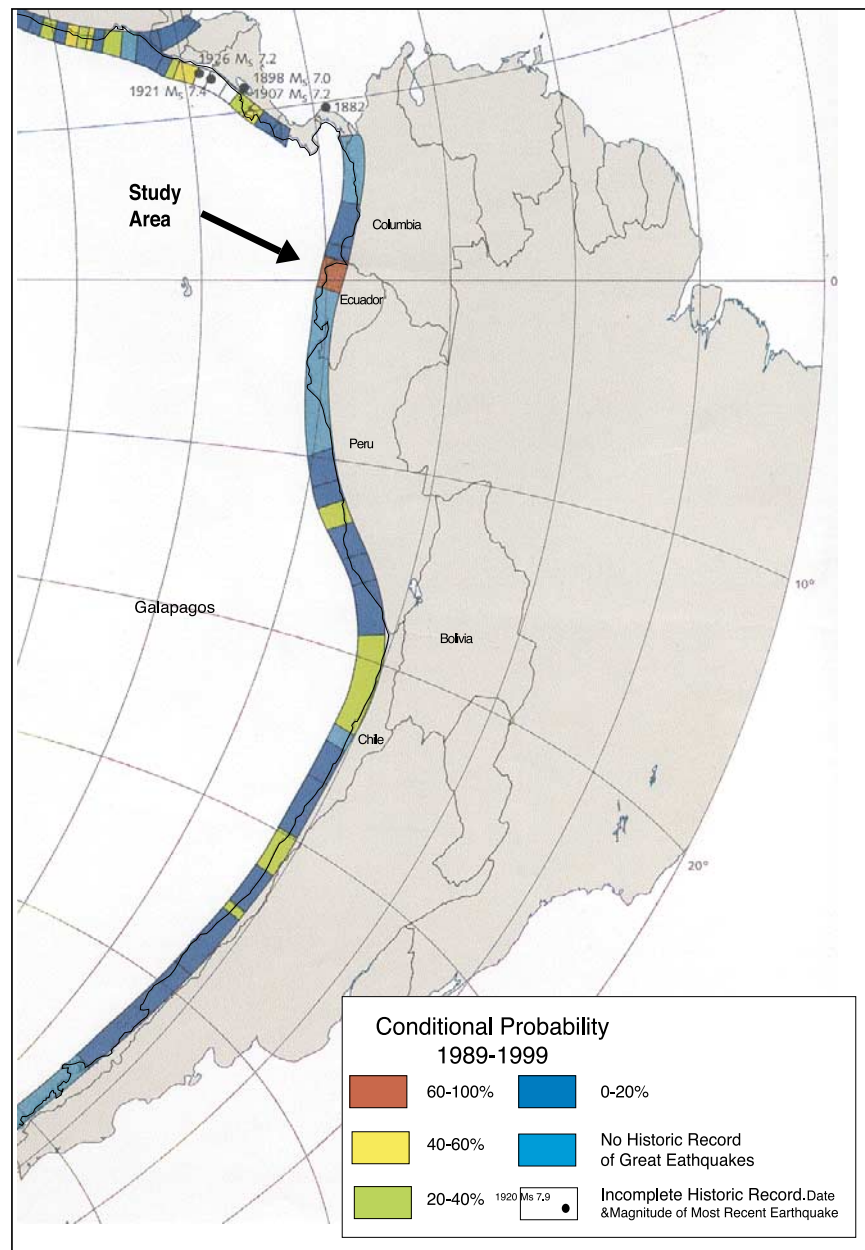 1926 Ms 7.2
1898 Ms 7.0
1921 Ms 7.4
1907 Ms 7.2
1882
Study
Area
Columbia
0
Ecuador
Peru
10°
Galapagos
Bolivia
Chile
20°
Conditional Probability
1989-1999
60-100%
0-20%
40-60%
No Historic Record
of Great Eathquakes
20-40%
1920 Ms 7.9
Incomplete Historic Record.Date
&Magnitude of Most Recent Earthquake